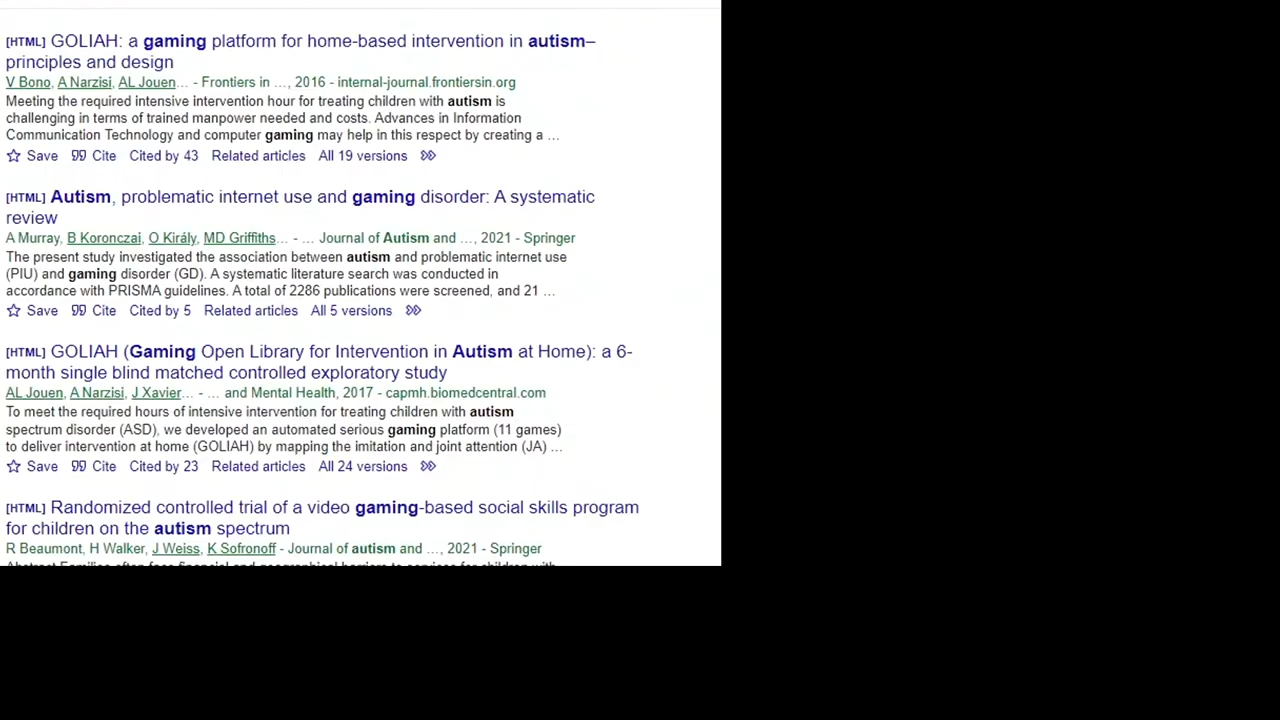 [HTML] GOLIAH: a gaming platform for home-based intervention in autism–
principles and design
V Bono, A Narzisi, AL Jouen… - Frontiers in …, 2016 - internal-journal.frontiersin.org
Meeting the required intensive intervention hour for treating children with autism is
challenging in terms of trained manpower needed and costs. Advances in Information
Communication Technology and computer gaming may help in this respect by creating a …
Save Cite Cited by 43 Related articles All 19 versions
[HTML] Autism, problematic internet use and gaming disorder: A systematic
review
A Murray, B Koronczai, O Király, MD Griffiths… - … Journal of Autism and …, 2021 - Springer
The present study investigated the association between autism and problematic internet use
(PIU) and gaming disorder (GD). A systematic literature search was conducted in
accordance with PRISMA guidelines. A total of 2286 publications were screened, and 21 …
Save Cite Cited by 5 Related articles All 5 versions
[HTML] GOLIAH (Gaming Open Library for Intervention in Autism at Home): a 6-
month single blind matched controlled exploratory study
AL Jouen, A Narzisi, J Xavier… - … and Mental Health, 2017 - capmh.biomedcentral.com
To meet the required hours of intensive intervention for treating children with autism
spectrum disorder (ASD), we developed an automated serious gaming platform (11 games)
to deliver intervention at home (GOLIAH) by mapping the imitation and joint attention (JA) …
Save Cite Cited by 23 Related articles All 24 versions
[HTML] Randomized controlled trial of a video gaming-based social skills program
for children on the autism spectrum
R Beaumont, H Walker, J Weiss, K Sofronoff - Journal of autism and …, 2021 - Springer